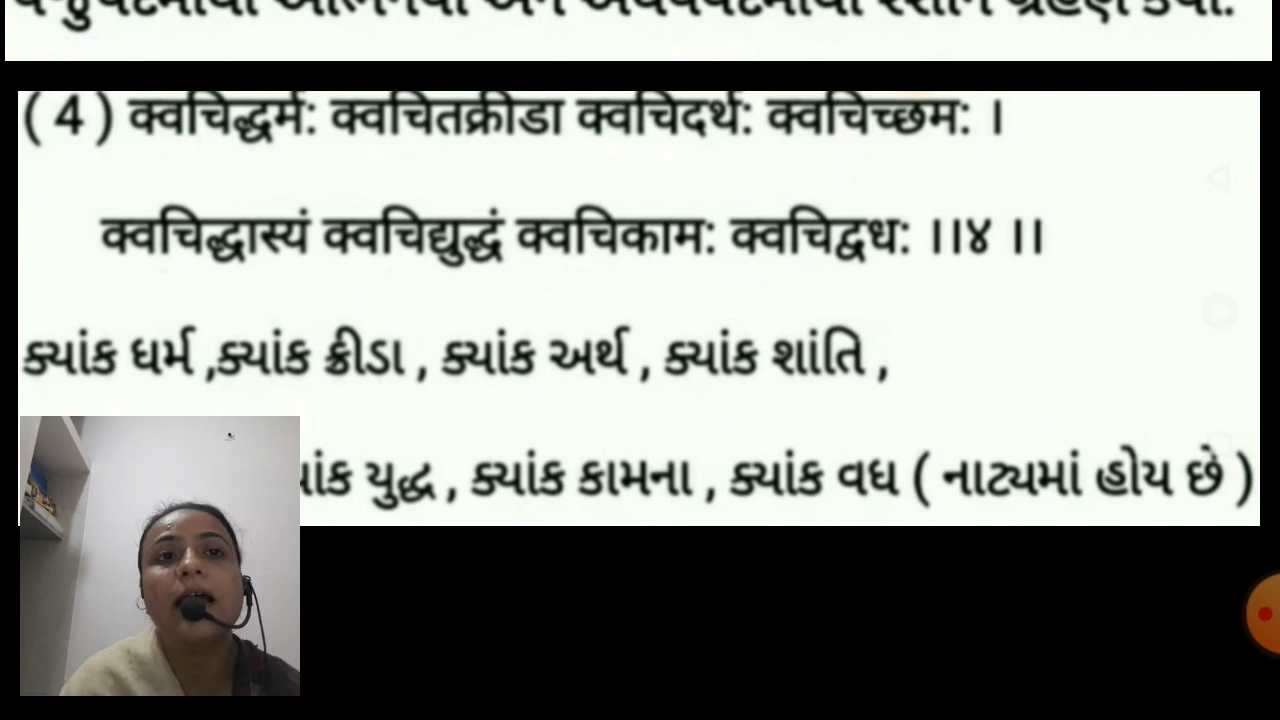 ( 4 ) क्वचिद्धर्म: क्वचितक्रीडा क्वचिदर्थ: क्वचिच्छम: ।
क्वचिद्धास्यं क्वचिद्युद्धं क्वचिकाम: क्वचिद्वध: ।।४ ।।
ક્યાંક ધર્મ ,ક્યાંક ક્રીડા , ક્યાંક અર્થ , ક્યાંક શાંતિ ,
યુદ્ધ , ક્યાંક કામના , ક્યાંક વધ ( નાટ્યમાં હોય છે )